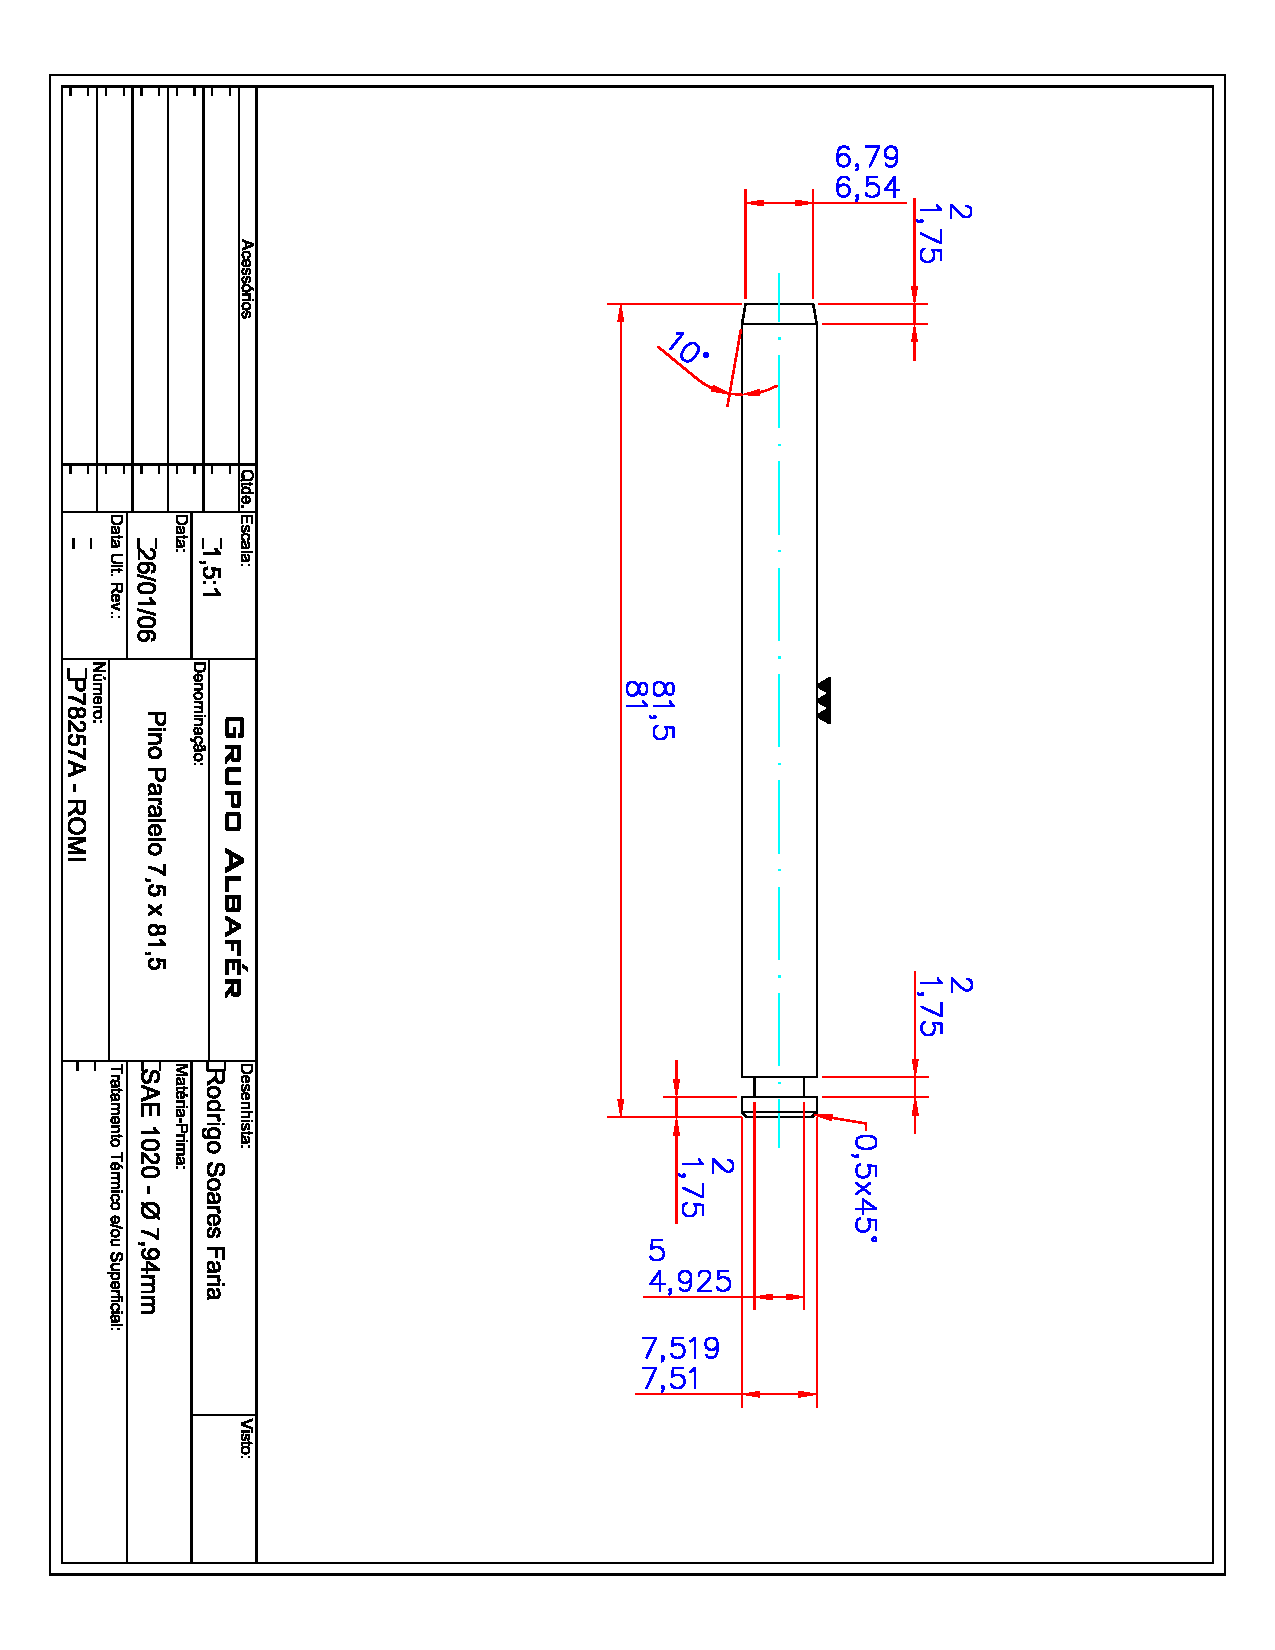 6,79
6,54
2
1,75
10°
81,5
81
2
1,75
0,5x45°
2
1,75
5
4,925
7,519
7,51
Acessórios
Qtde.
Escala:
1,5:1
Data:
26/01/06
Data Ult. Rev.:
GRUPO ALBAFÉR
Denominação:
Pino Paralelo 7,5 x 81,5
Número:
P78257A - ROMI
Desenhista:
Rodrigo Soares Faria
Matéria-Prima:
SAE 1020 - Ø 7,94mm
Tratamento Térmico e/ou Superficial:
Visto: